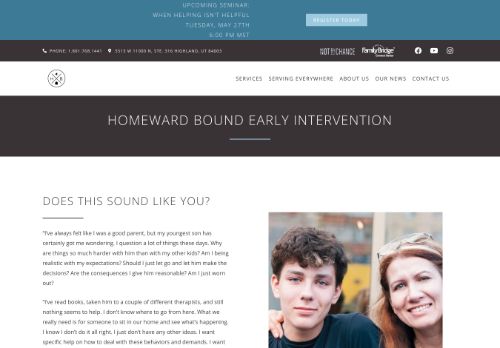 UPCOMING SEMINAR:
WHEN HELPING ISN'T HELPFUL
TUESDAY, MAY 27TH
6:00 PM MST
REGISTER TODAY
PHONE: 1.801.768.1441
5513 W 11000 N, STE. 316 HIGHLAND, UT 84003
NOT BY CHANCE
FamilyBridge
SERVICES
SERVING EVERYWHERE
ABOUT US
OUR NEWS
CONTACT US
HOMEWARD BOUND EARLY INTERVENTION
DOES THIS SOUND LIKE YOU?
"I've always felt like I was a good parent, but my youngest son has
certainly got me wondering. I question a lot of things these days. Why
are things so much harder with him than with my other kids? Am I being
realistic with my expectations? Should I just let go and let him make the
decisions? Are the consequences I give him reasonable? Am I just worn
out?
"I've read books, taken him to a couple of different therapists, and still
nothing seems to help. I don't know where to go from here. What we
really need is for someone to sit in our home and see what's happening.
I know I don't do it all right, I just don't have any other ideas. I want
specific help on how to deal with these behaviors and demands. I want